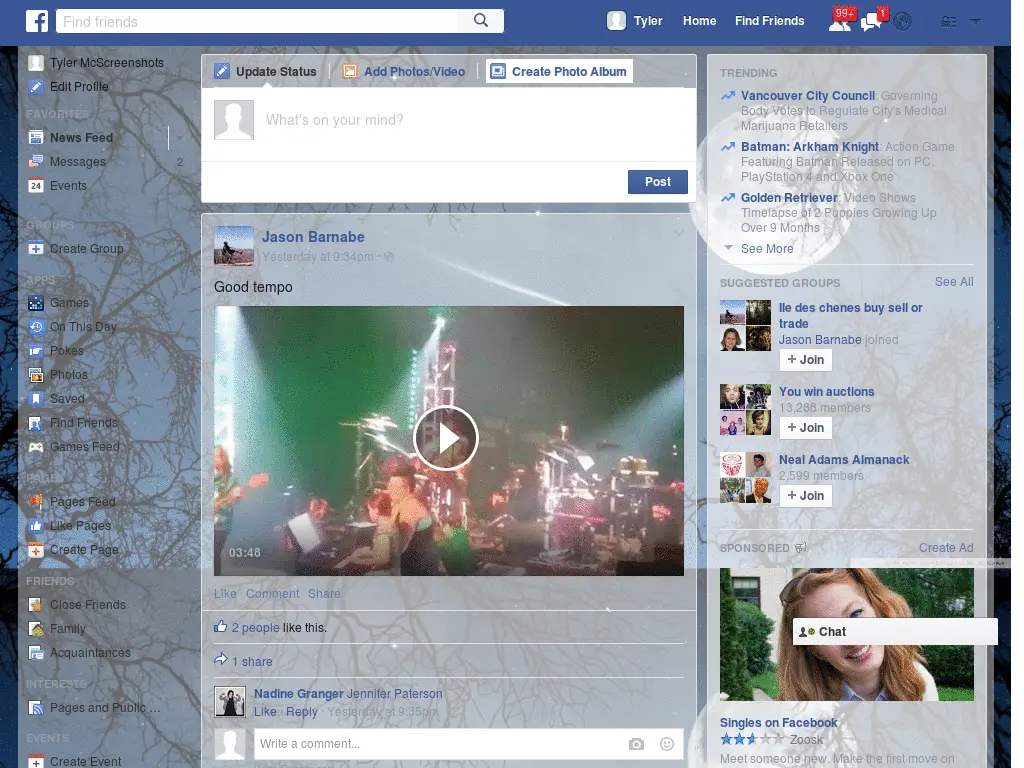 f
Find friends
Tyler
Home
Find Friends
99+
1
Tyler McScreenshots
Edit Profile
FAVORITES
News Feed
Messages
2
24
Events
GROUPS
Create Group
APPS
Games
On This Day
Pokes
Photos
Saved
Find Friends
Games Feed
Pages Feed
Like Pages
Create Page
FRIENDS
Close Friends
Family
Acquaintances
INTERESTS
Pages and Public ...
EVENTS
Create Event
Update Status
Add Photos/Video
Create Photo Album
What's on your mind?
Post
Jason Barnabe
Yesterday at 9:34pm ·
Good tempo
03:48
Like Comment Share
2 people like this.
1 share
Nadine Granger Jennifer Paterson
Like · Reply · Yesterday at 9:35pm
Write a comment...
TRENDING
Vancouver City Council: Governing
Body Votes to Regulate City's Medical
Marijuana Retailers
Batman: Arkham Knight: Action Game
Featuring Batman Released on PC,
PlayStation 4 and Xbox One
Golden Retriever: Video Shows
Timelapse of 2 Puppies Growing Up
Over 9 Months
See More
SUGGESTED GROUPS
See All
Ile des chenes buy sell or
trade
Jason Barnabe joined
+ Join
You win auctions
13,288 members
+ Join
Neal Adams Almanack
2,599 members
+ Join
SPONSORED
Create Ad
Chat
Singles on Facebook
Zoosk
Meet someone new. Make the first move on